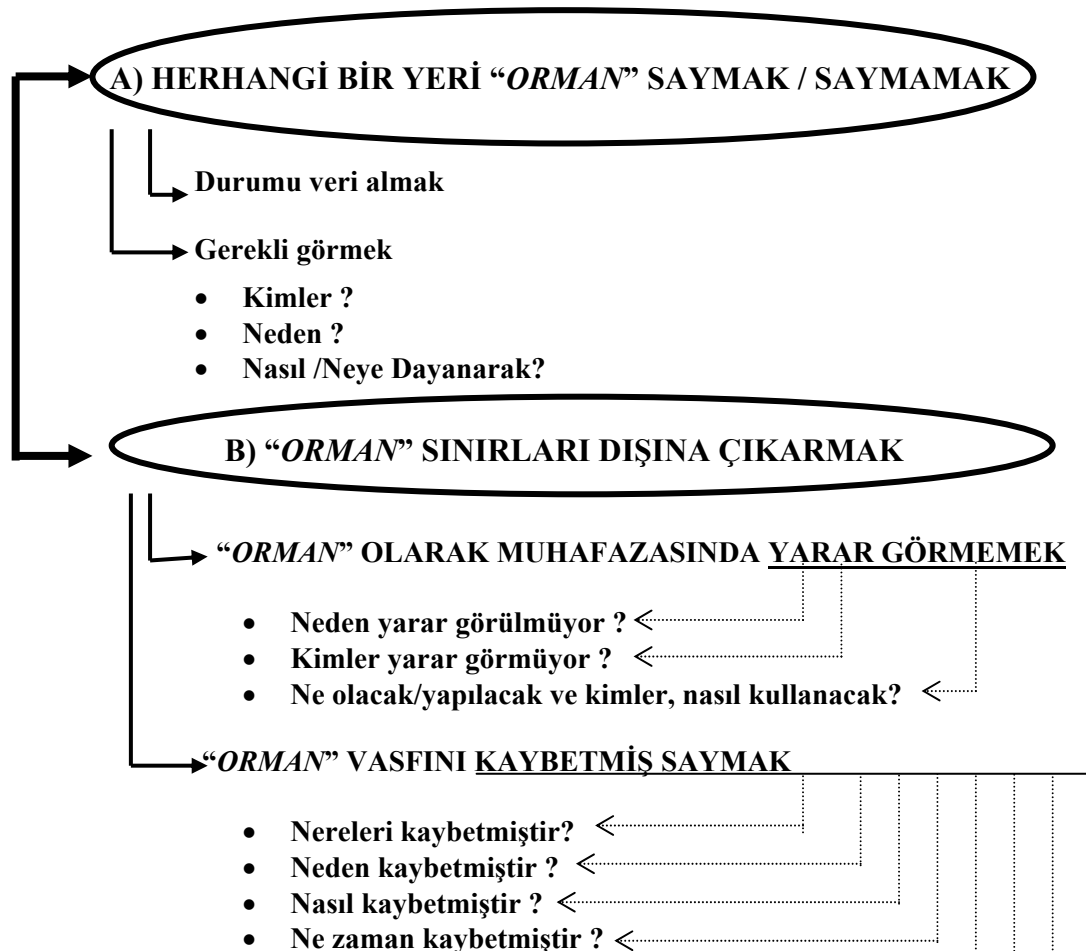 A) HERHANGİ BİR YERİ “ORMAN” SAYMAK / SAYMAMAK
Durumu veri almak
Gerekli görmek
• Kimler ?
• Neden ?
• Nasıl /Neye Dayanarak?
B) “ORMAN” SINIRLARI DIŞINA ÇIKARMAK
“ORMAN” OLARAK MUHAFAZASINDA YARAR GÖRMEMEK
• Neden yarar görülmüyor ?
• Kimler yarar görmüyor ?
• Ne olacak/yapılacak ve kimler, nasıl kullanacak?
“ORMAN” VASFINI KAYBETMİŞ SAYMAK
• Nereleri kaybetmiştir?
• Neden kaybetmiştir ?
• Nasıl kaybetmiştir ?
• Ne zaman kaybetmiştir ?